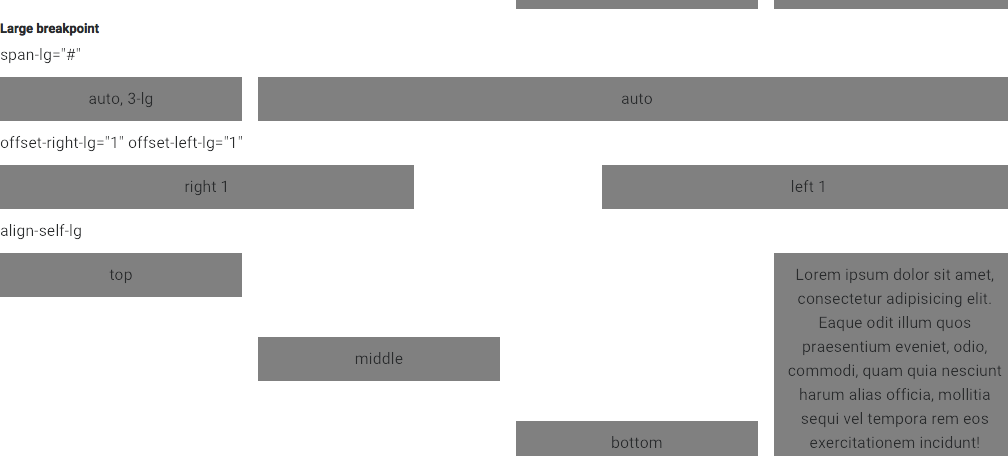 Large breakpoint
span-lg="#"
auto, 3-lg
auto
offset-right-lg="1" offset-left-lg="1"
right 1
left 1
align-self-lg
top
middle
bottom
Lorem ipsum dolor sit amet,
consectetur adipisicing elit.
Eaque odit illum quos
praesentium eveniet, odio,
commodi, quam quia nesciunt
harum alias officia, mollitia
sequi vel tempora rem eos
exercitationem incidunt!